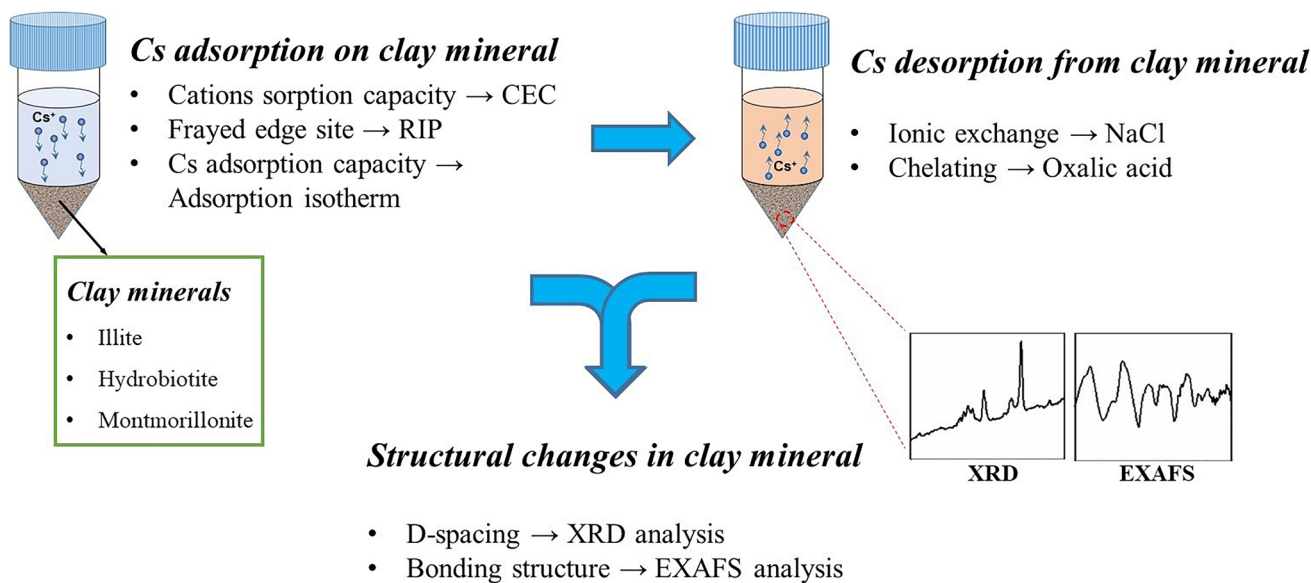 Cs adsorption on clay mineral
• Cations sorption capacity → CEC
• Frayed edge site → RIP
• Cs adsorption capacity →
Adsorption isotherm
Cs⁺
Clay minerals
• Illite
• Hydrobiotite
• Montmorillonite
Cs desorption from clay mineral
• Ionic exchange → NaCl
• Chelating → Oxalic acid
Cs⁺
XRD
EXAFS
Structural changes in clay mineral
• D-spacing → XRD analysis
• Bonding structure → EXAFS analysis